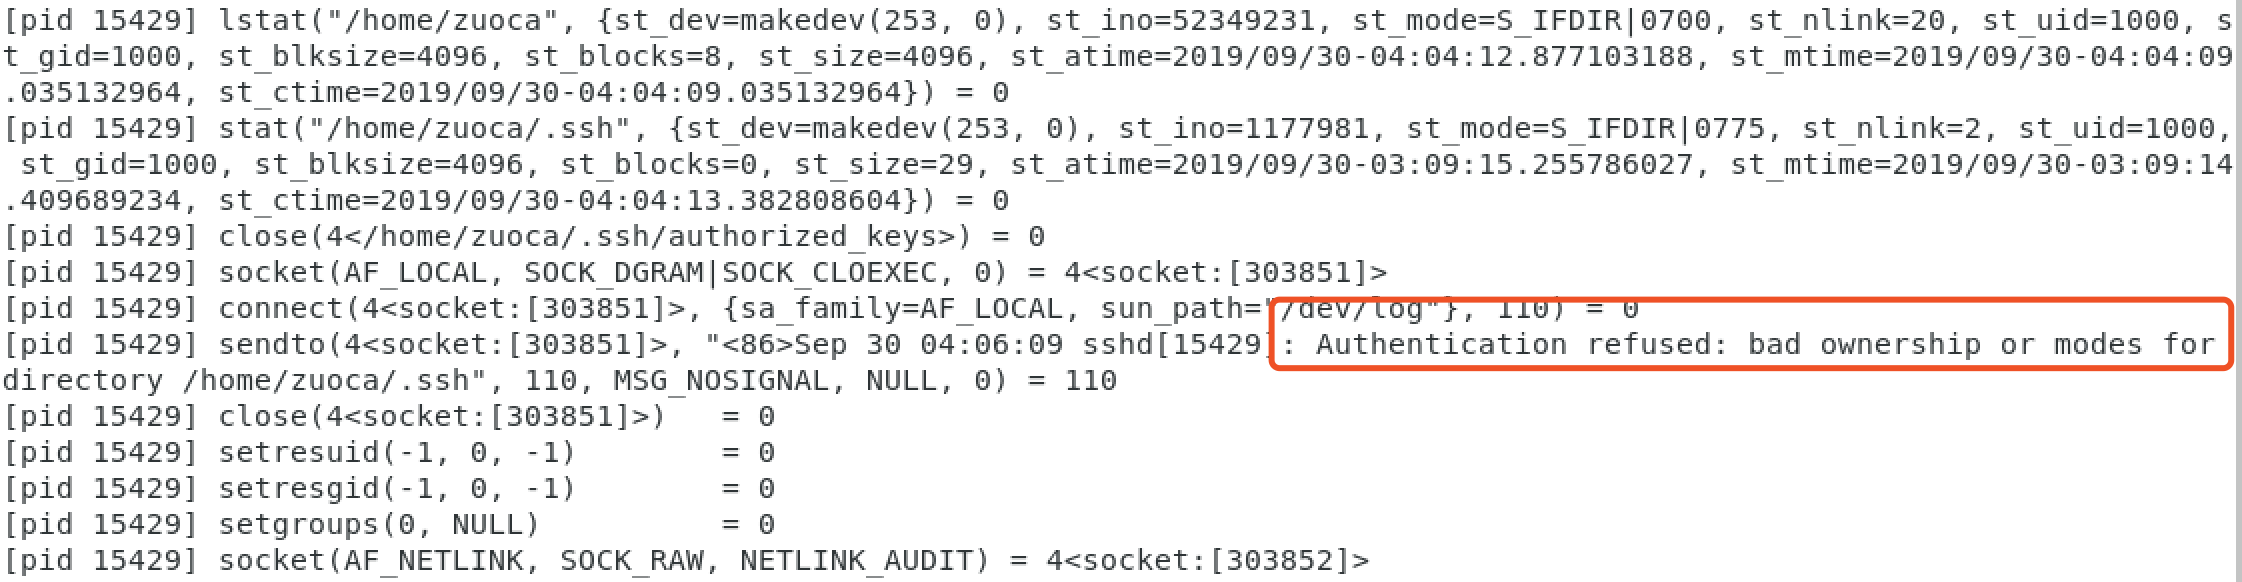 [pid 15429] lstat("/home/zuoca", {st_dev=makedev(253, 0), st_ino=52349231, st_mode=S_IFDIR|0700, st_nlink=20, st_uid=1000, s
t_gid=1000, st_blksize=4096, st_blocks=8, st_size=4096, st_atime=2019/09/30-04:04:12.877103188, st_mtime=2019/09/30-04:04:09
.035132964, st_ctime=2019/09/30-04:04:09.035132964}) = 0
[pid 15429] stat("/home/zuoca/.ssh", {st_dev=makedev(253, 0), st_ino=1177981, st_mode=S_IFDIR|0775, st_nlink=2, st_uid=1000,
 st_gid=1000, st_blksize=4096, st_blocks=0, st_size=29, st_atime=2019/09/30-03:09:15.255786027, st_mtime=2019/09/30-03:09:14
.409689234, st_ctime=2019/09/30-04:04:13.382808604}) = 0
[pid 15429] close(4</home/zuoca/.ssh/authorized_keys>) = 0
[pid 15429] socket(AF_LOCAL, SOCK_DGRAM|SOCK_CLOEXEC, 0) = 4<socket:[303851]>
[pid 15429] connect(4<socket:[303851]>, {sa_family=AF_LOCAL, sun_path="/dev/log"}, 110) = 0
[pid 15429] sendto(4<socket:[303851]>, "<86>Sep 30 04:06:09 sshd[15429]: Authentication refused: bad ownership or modes for
directory /home/zuoca/.ssh", 110, MSG_NOSIGNAL, NULL, 0) = 110
[pid 15429] close(4<socket:[303851]>)   = 0
[pid 15429] setresuid(-1, 0, -1)        = 0
[pid 15429] setresgid(-1, 0, -1)        = 0
[pid 15429] setgroups(0, NULL)          = 0
[pid 15429] socket(AF_NETLINK, SOCK_RAW, NETLINK_AUDIT) = 4<socket:[303852]>